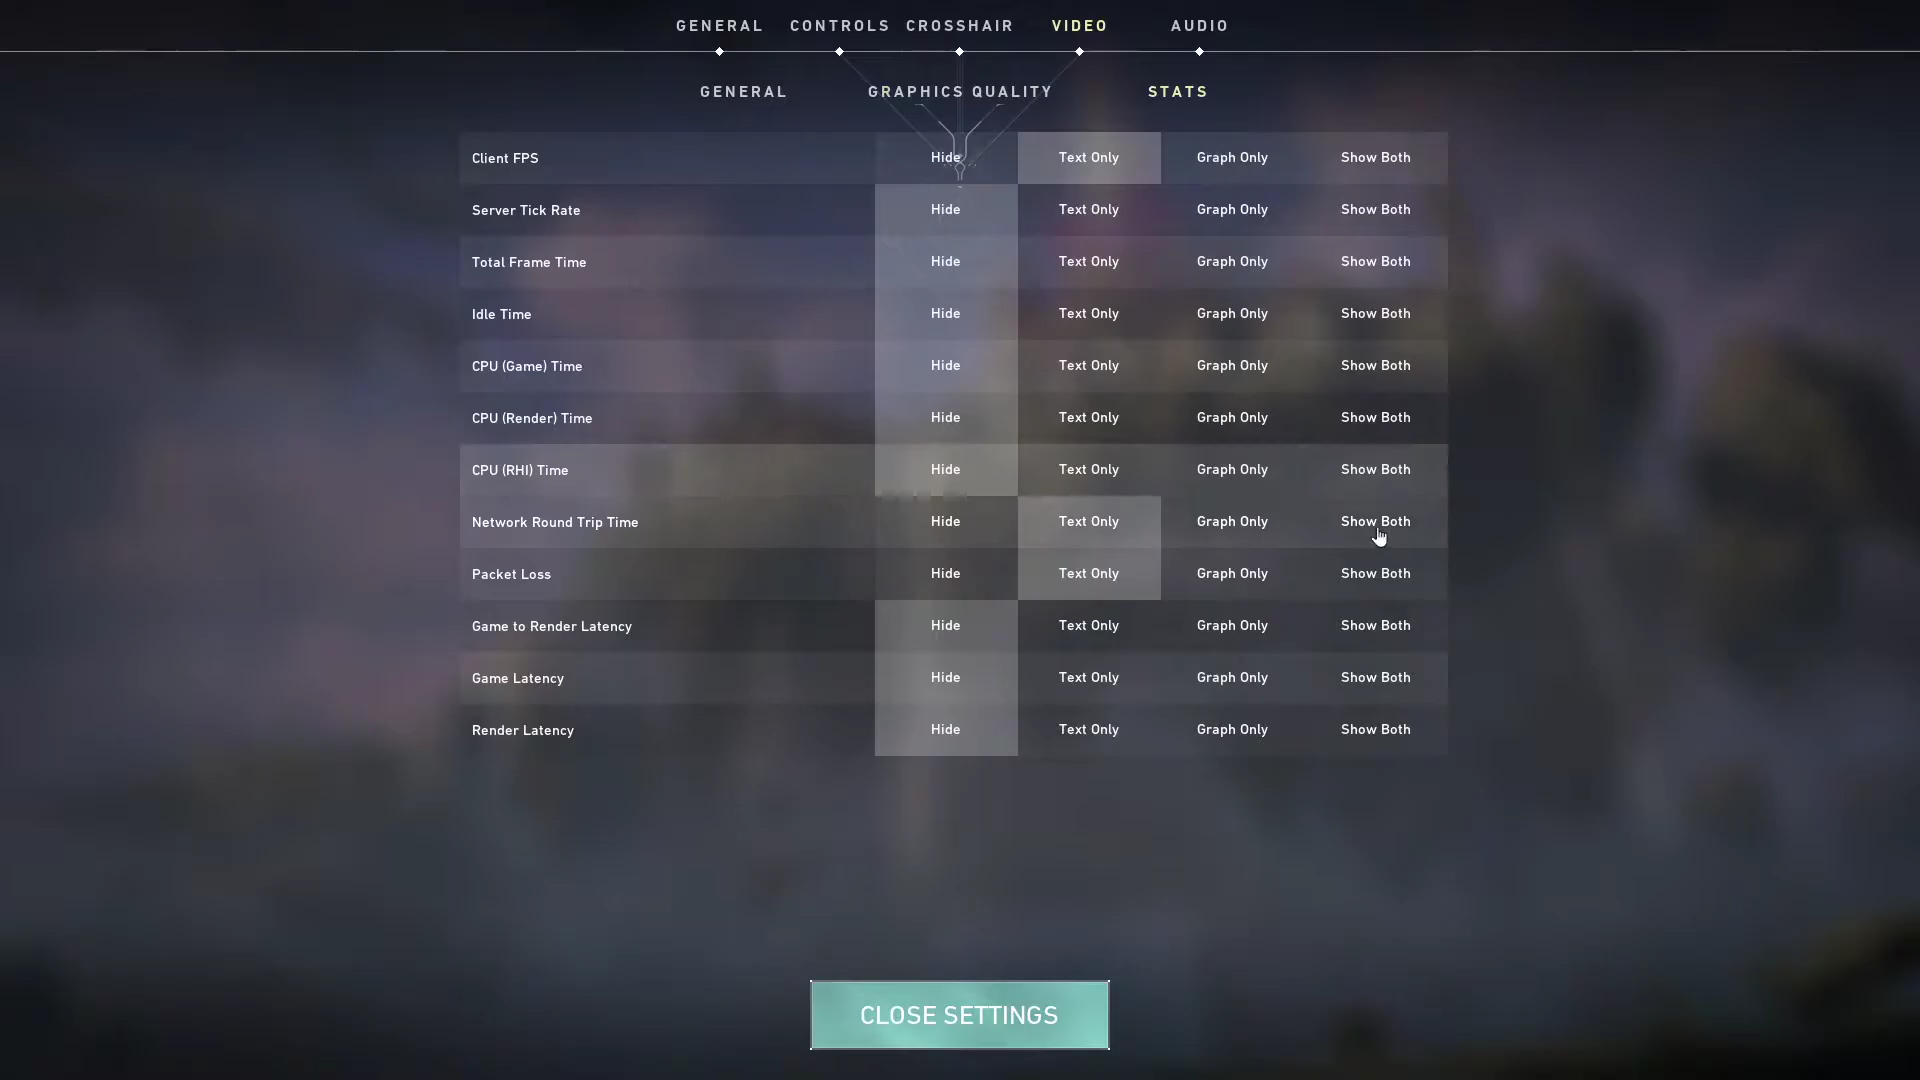 GENERAL CONTROLS CROSSHAIR VIDEO AUDIO
GENERAL GRAPHICS QUALITY STATS
Client FPS Hide Text Only Graph Only Show Both
Server Tick Rate Hide Text Only Graph Only Show Both
Total Frame Time Hide Text Only Graph Only Show Both
Idle Time Hide Text Only Graph Only Show Both
CPU (Game) Time Hide Text Only Graph Only Show Both
CPU (Render) Time Hide Text Only Graph Only Show Both
CPU (RHI) Time Hide Text Only Graph Only Show Both
Network Round Trip Time Hide Text Only Graph Only Show Both
Packet Loss Hide Text Only Graph Only Show Both
Game to Render Latency Hide Text Only Graph Only Show Both
Game Latency Hide Text Only Graph Only Show Both
Render Latency Hide Text Only Graph Only Show Both
CLOSE SETTINGS